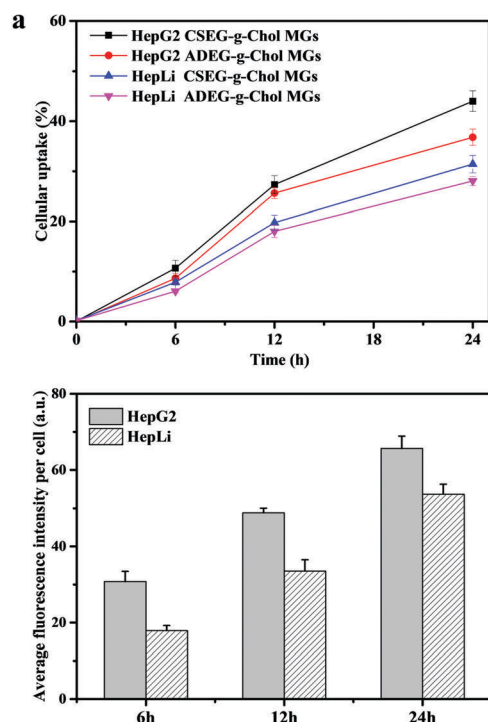 a
HepG2 CSEG-g-Chol MGs
HepG2 ADEG-g-Chol MGs
HepLi CSEG-g-Chol MGs
HepLi ADEG-g-Chol MGs
Cellular uptake (%)
60
40
20
0
0 6 12 18 24
Time (h)
HepG2
HepLi
Average fluorescence intensity per cell (a.u.)
80
60
40
20
0
6h 12h 24h